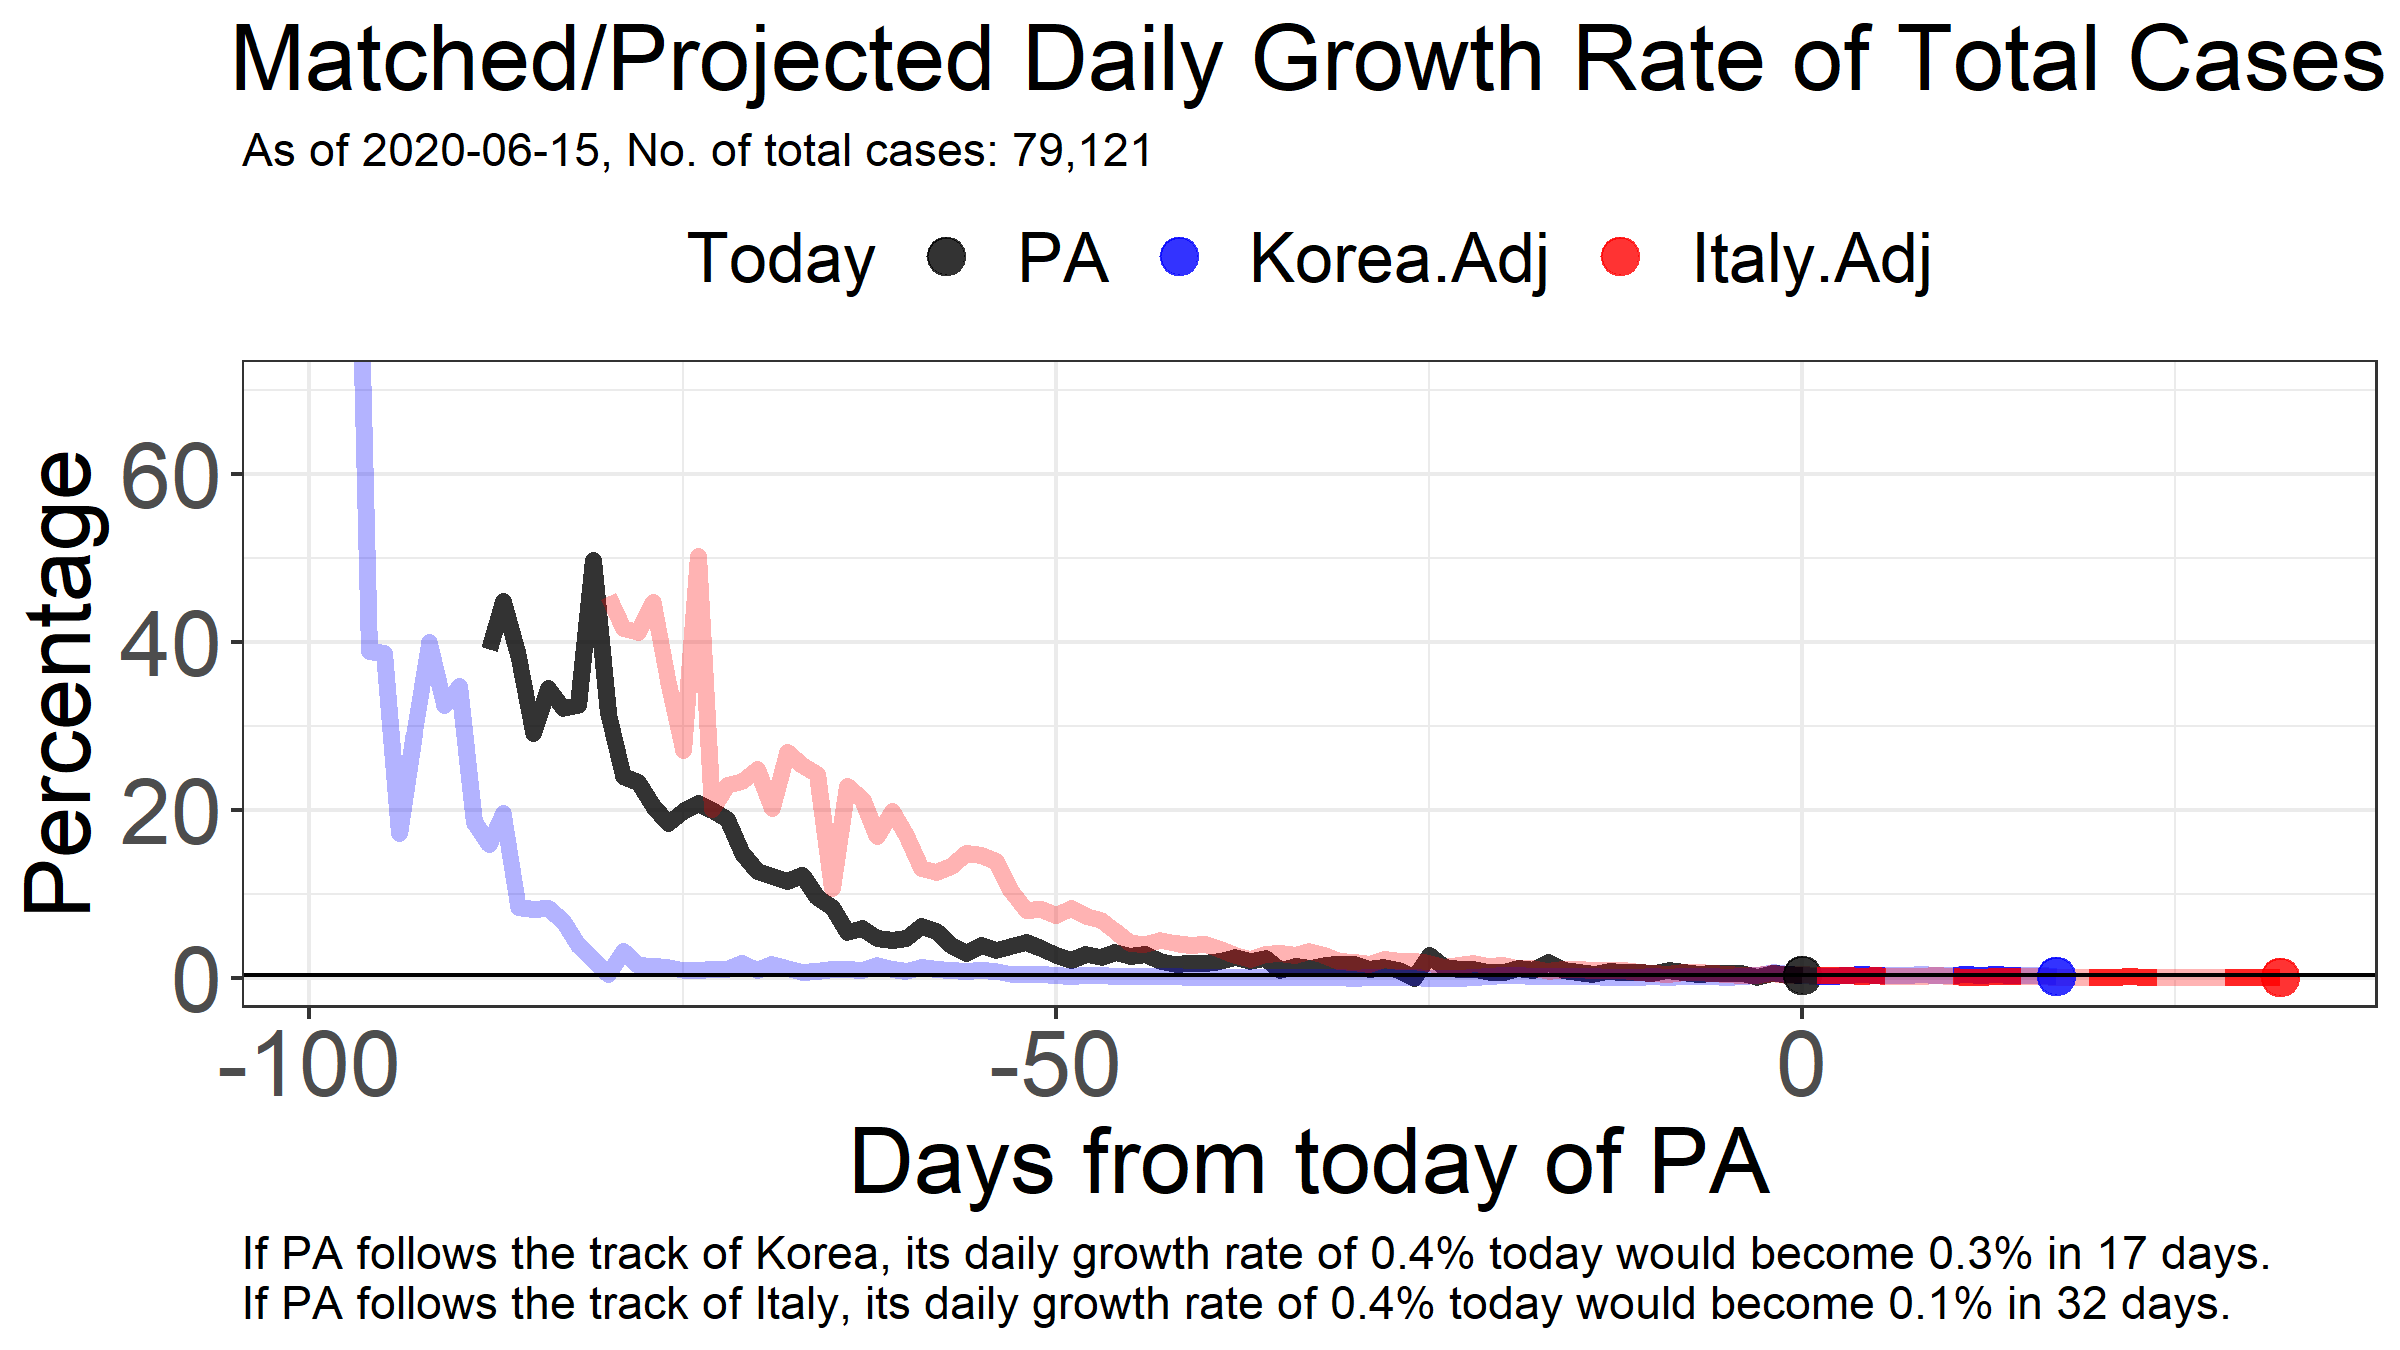 Matched/Projected Daily Growth Rate of Total Cases
As of 2020-06-15, No. of total cases: 79,121
Today PA Korea.Adj Italy.Adj
Percentage
60
40
20
0
-100 -50 0
Days from today of PA
If PA follows the track of Korea, its daily growth rate of 0.4% today would become 0.3% in 17 days.
If PA follows the track of Italy, its daily growth rate of 0.4% today would become 0.1% in 32 days.